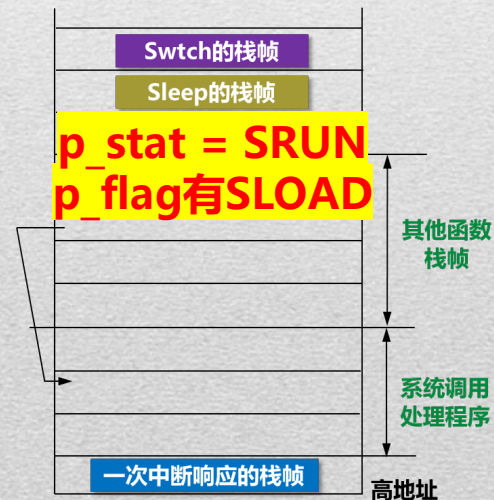 Swtch的栈帧
Sleep的栈帧
p_stat = SRUN
p_flag有SLOAD
其他函数
栈帧
系统调用
处理程序
一次中断响应的栈帧
高地址